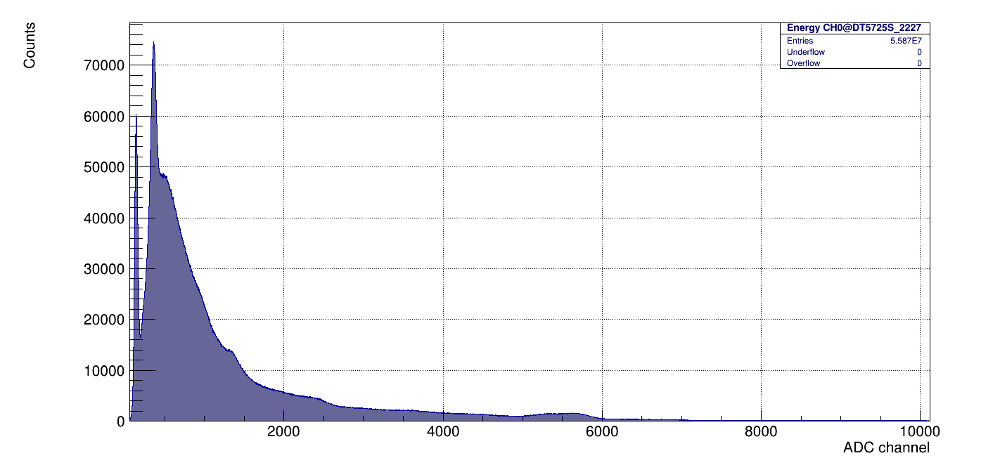 Counts
Energy CH0@DT5725S_2227
Entries 5.587E7
Underflow 0
Overflow 0
70000
60000
50000
40000
30000
20000
10000
0
2000 4000 6000 8000 10000
ADC channel